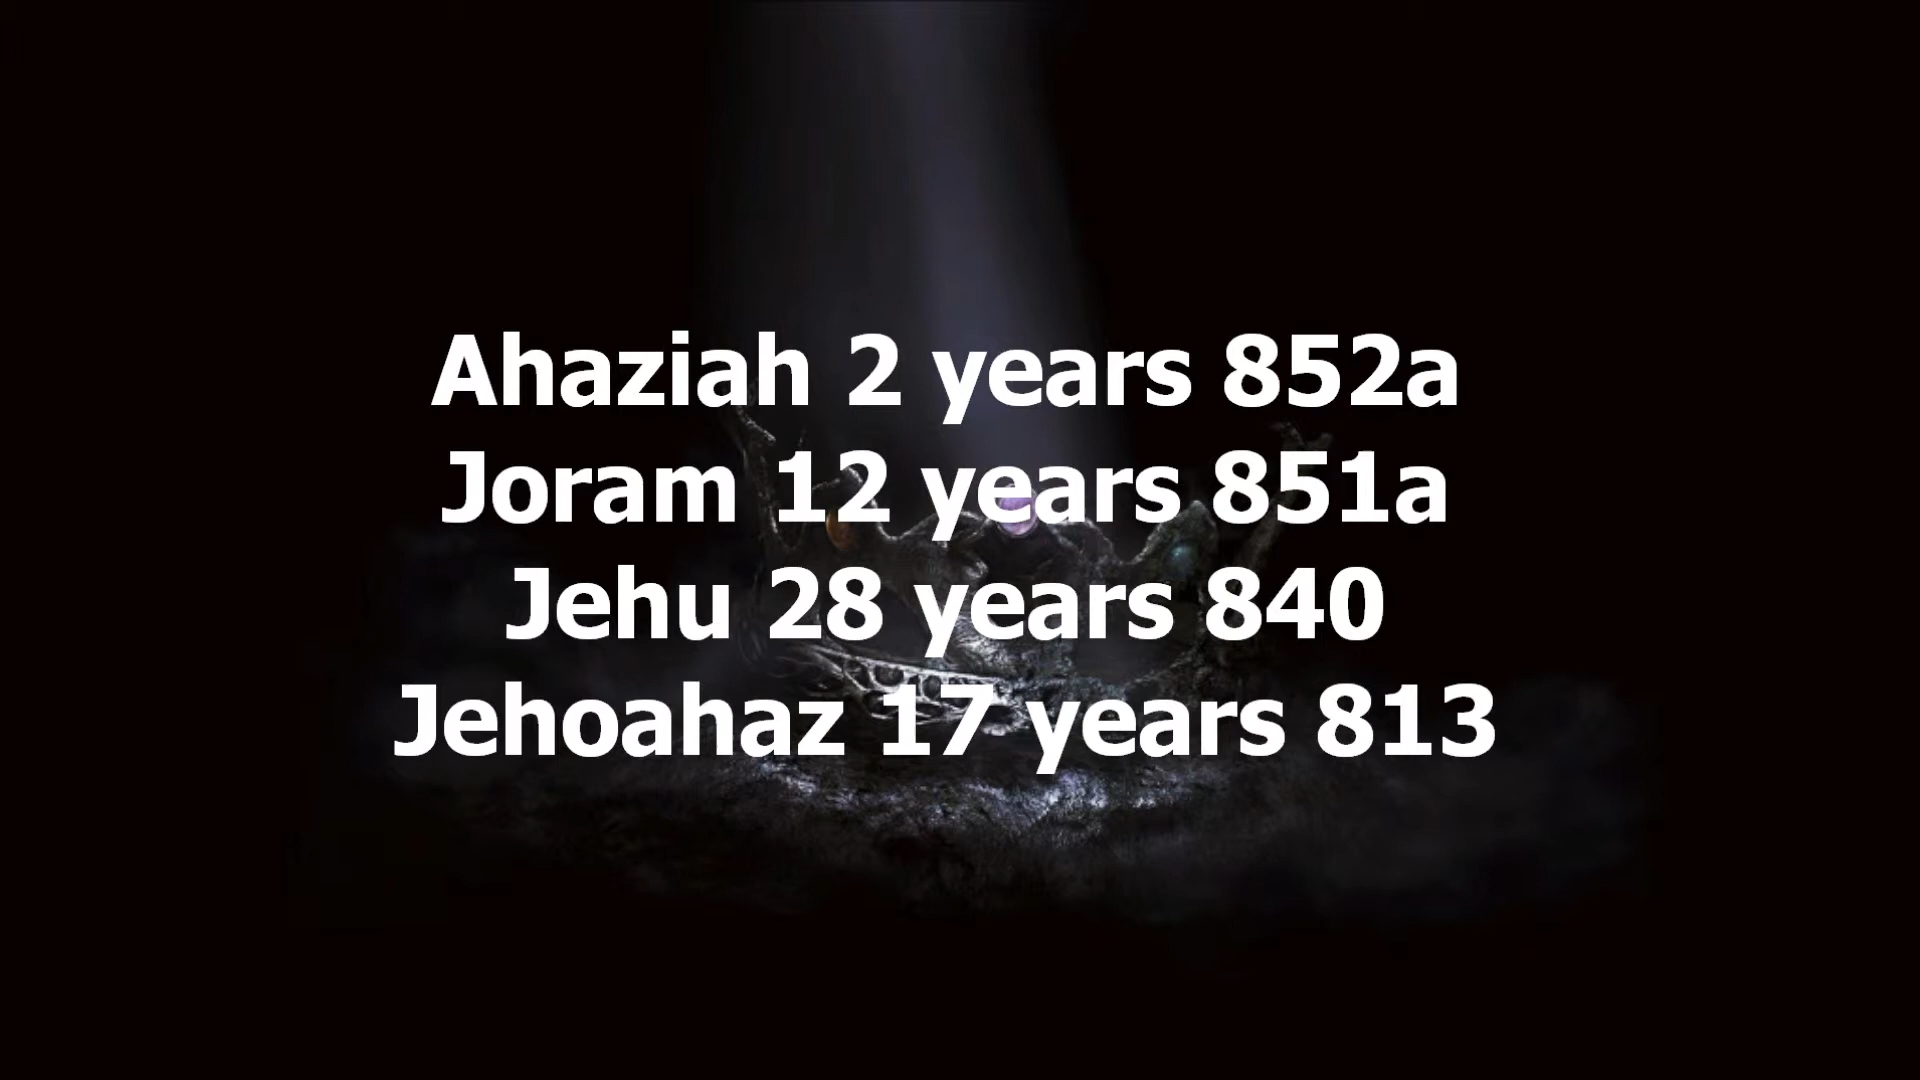 Ahaziah 2 years 852a
Joram 12 years 851a
Jehu 28 years 840
Jehoahaz 17 years 813